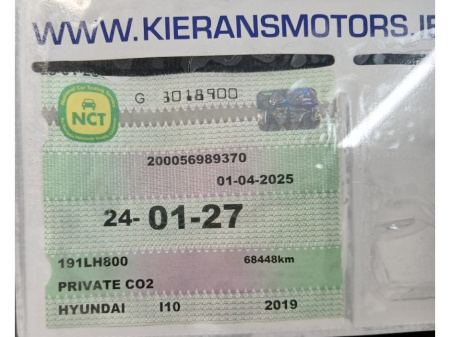 WWW.KIERANSMOTORS.IE
G 3018900
NCT
200056989370
01-04-2025
24-01-27
191LH800 68448km
PRIVATE CO2
HYUNDAI I10 2019